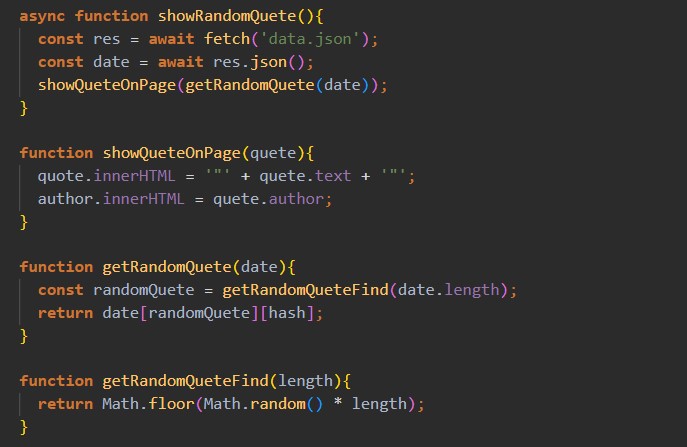 async function showRandomQuete(){
const res = await fetch('data.json');
const date = await res.json();
showQueteOnPage(getRandomQuete(date));
}
function showQueteOnPage(quete){
quote.innerHTML = '"' + quete.text + '"';
author.innerHTML = quete.author;
}
function getRandomQuete(date){
const randomQuete = getRandomQueteFind(date.length);
return date[randomQuete][hash];
}
function getRandomQueteFind(length){
return Math.floor(Math.random() * length);
}